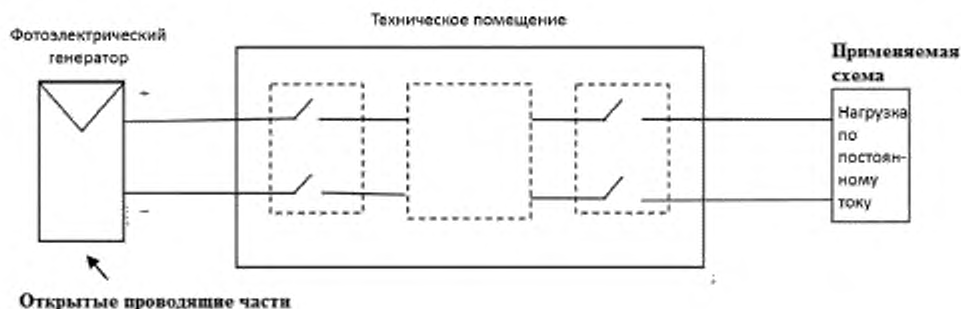 Техническое помещение
Фотоэлектрический
генератор
+
−
Применяемая
схема
Нагрузка
по
постоян-
ному
току
Открытые проводящие части